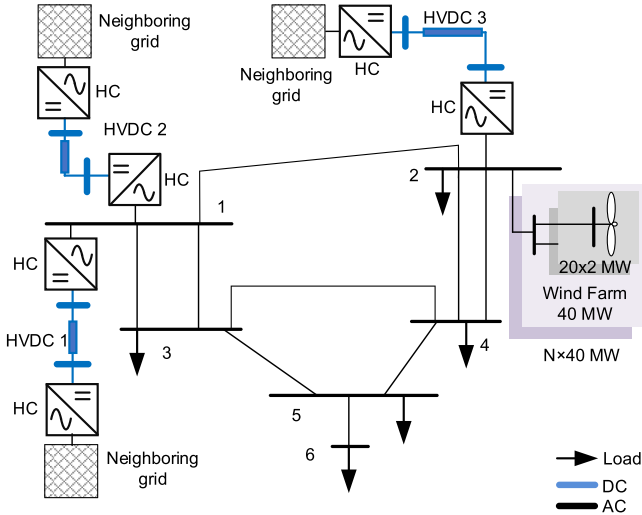 Neighboring
grid
HVDC 3
HC
Neighboring
grid
HC
HC
HVDC 2
HC
2
1
20x2 MW
Wind Farm
40 MW
N×40 MW
HC
HVDC 1
3
4
HC
5
6
Neighboring
grid
Load
DC
AC